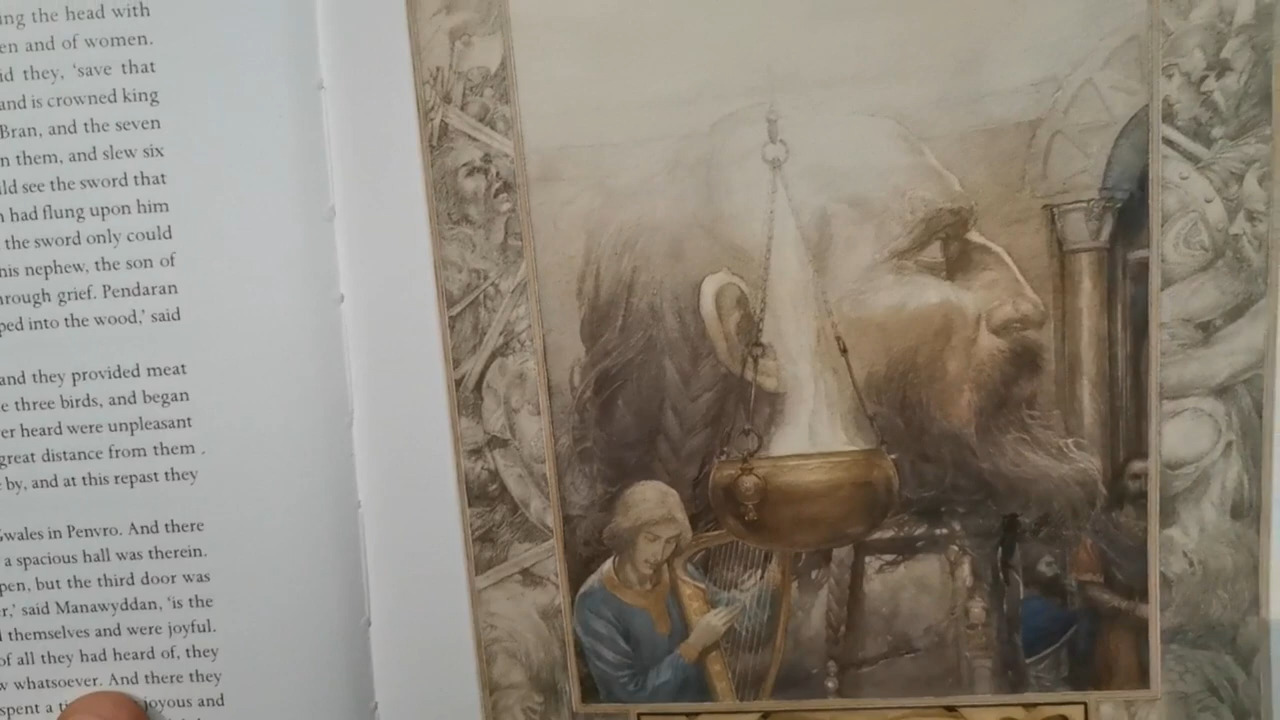 ing the head with
en and of women.
id they, 'save that
and is crowned king
Bran, and the seven
n them, and slew six
ld see the sword that
had flung upon him
the sword only could
his nephew, the son of
hrough grief. Pendaran
ped into the wood,' said
and they provided meat
e three birds, and began
er heard were unpleasant
great distance from them .
by, and at this repast they
Gwales in Penvro. And there
a spacious hall was therein.
pen, but the third door was
r,' said Manawyddan, 'is the
themselves and were joyful.
of all they had heard of, they
w whatsoever. And there they
spent a joyous and